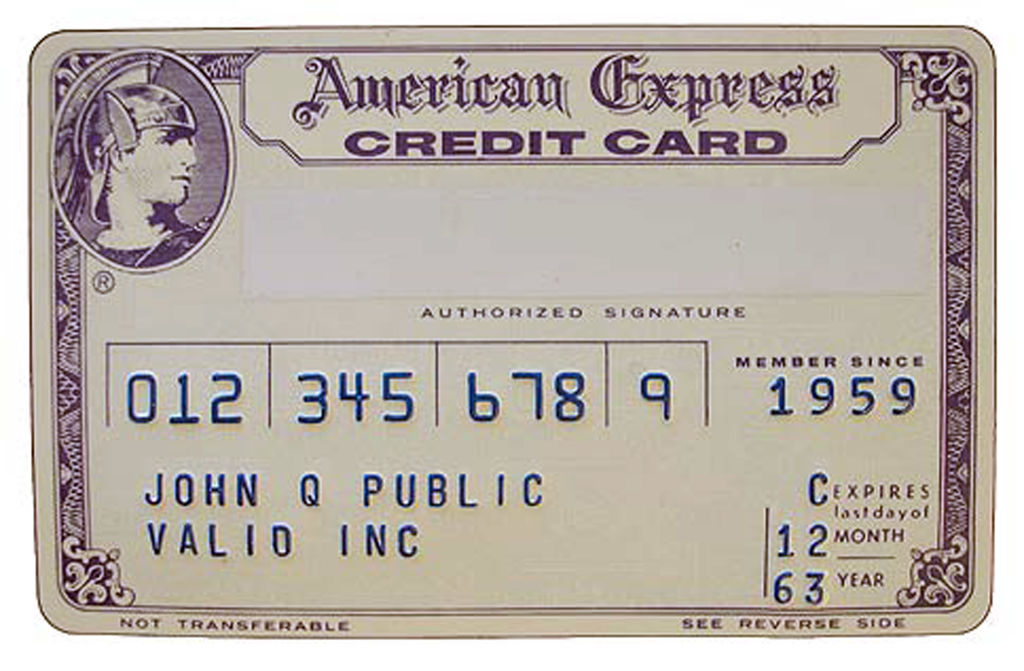 American Express
CREDIT CARD
®
AUTHORIZED SIGNATURE
MEMBER SINCE
012 345 678 9 1959
JOHN Q PUBLIC
VALID INC
C EXPIRES
last day of
12 MONTH
63 YEAR
NOT TRANSFERABLE SEE REVERSE SIDE